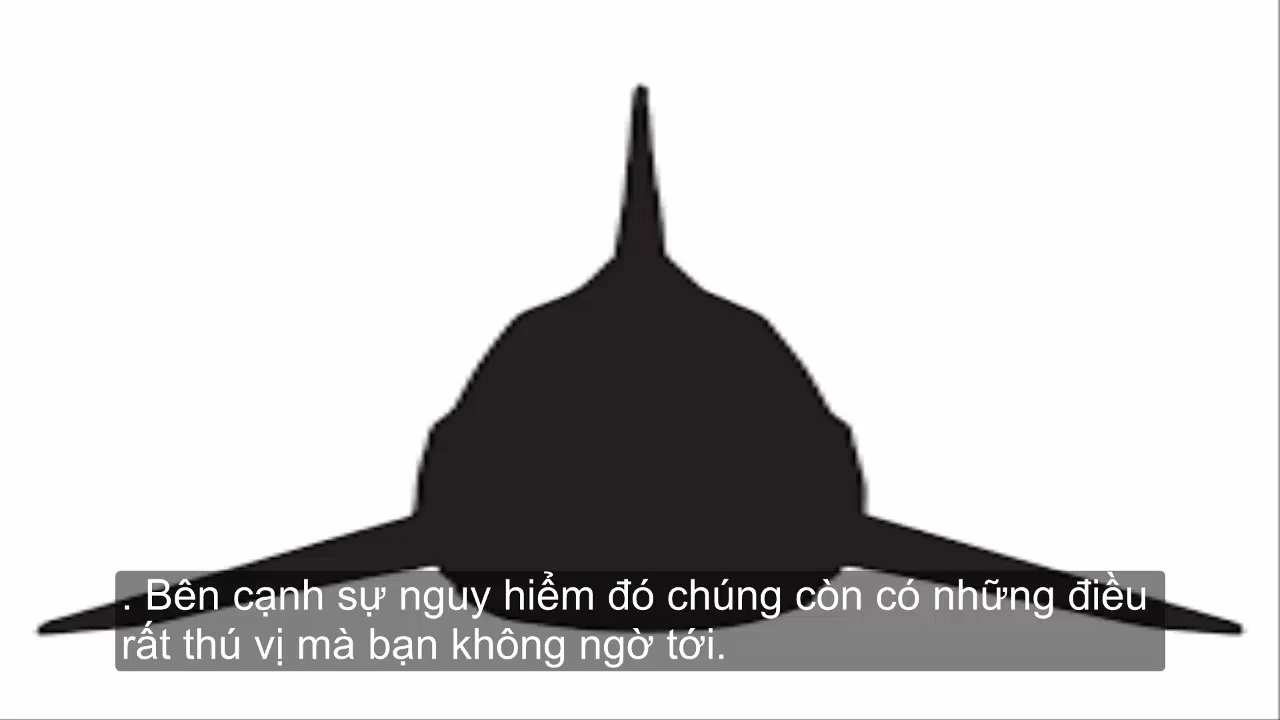 . Bên cạnh sự nguy hiểm đó chúng còn có những điều
rất thú vị mà bạn không ngờ tới.